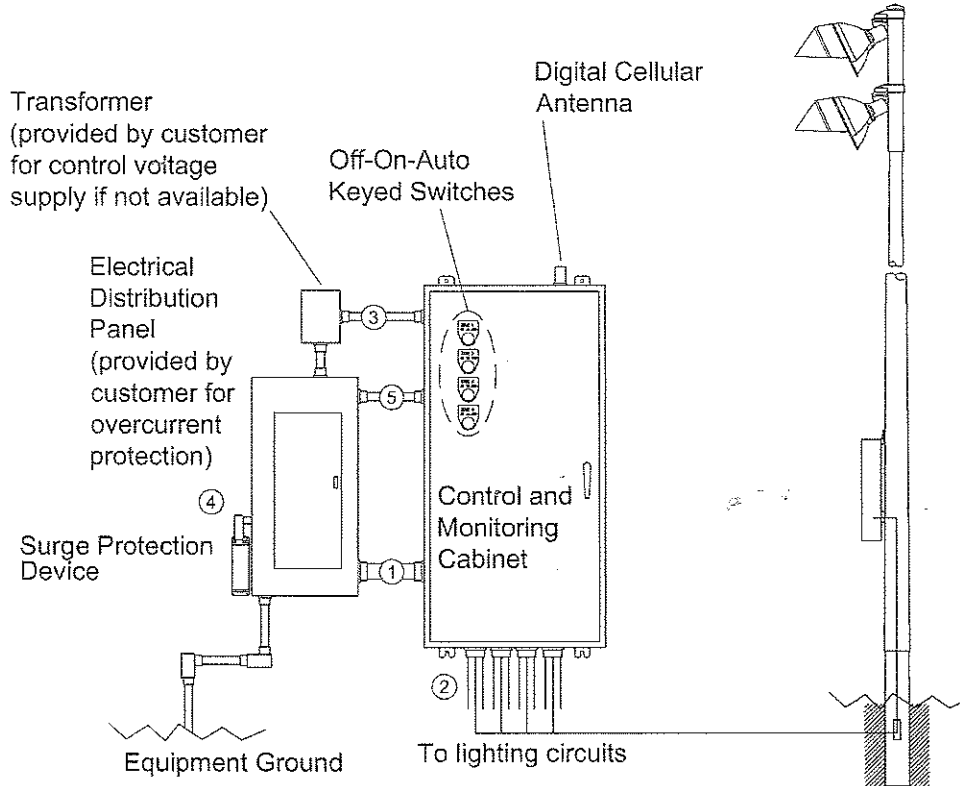 Digital Cellular
Antenna
Transformer
(provided by customer
for control voltage
supply if not available)
Off-On-Auto
Keyed Switches
Electrical
Distribution
Panel
(provided by
customer for
overcurrent
protection)
3
5
4
Control and
Monitoring
Cabinet
Surge Protection
Device
1
2
To lighting circuits
Equipment Ground